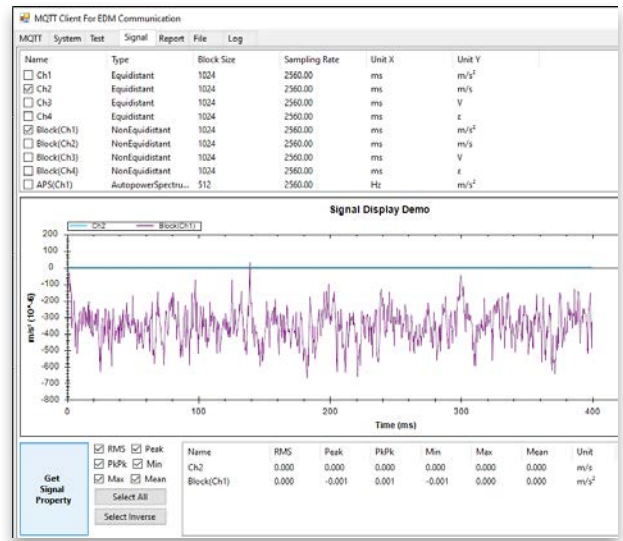 MQTT Client For EDM Communication
MQTT System Test Signal Report File Log
Name Type Block Size Sampling Rate Unit X Unit Y
Ch1 Equidistant 1024 2560.00 ms m/s²
Ch2 Equidistant 1024 2560.00 ms m/s
Ch3 Equidistant 1024 2560.00 ms V
Ch4 Equidistant 1024 2560.00 ms ε
Block(Ch1) NonEquidistant 1024 2560.00 ms m/s²
Block(Ch2) NonEquidistant 1024 2560.00 ms m/s
Block(Ch3) NonEquidistant 1024 2560.00 ms V
Block(Ch4) NonEquidistant 1024 2560.00 ms ε
APS(Ch1) AutopowerSpectru... 512 2560.00 Hz m/s²
Signal Display Demo
Ch2 Block(Ch1)
200
100
0
-100
-200
-300
-400
-500
-600
-700
-800
m/s² (10^-6)
0 100 200 300 400
Time (ms)
Get Signal Property
RMS Peak
PkPk Min
Max Mean
Select All
Select Inverse
Name RMS Peak PkPk Min Max Mean Unit
Ch2 0.000 0.000 0.000 0.000 0.000 0.000 m/s
Block(Ch1) 0.000 -0.001 0.001 -0.001 0.000 0.000 m/s²